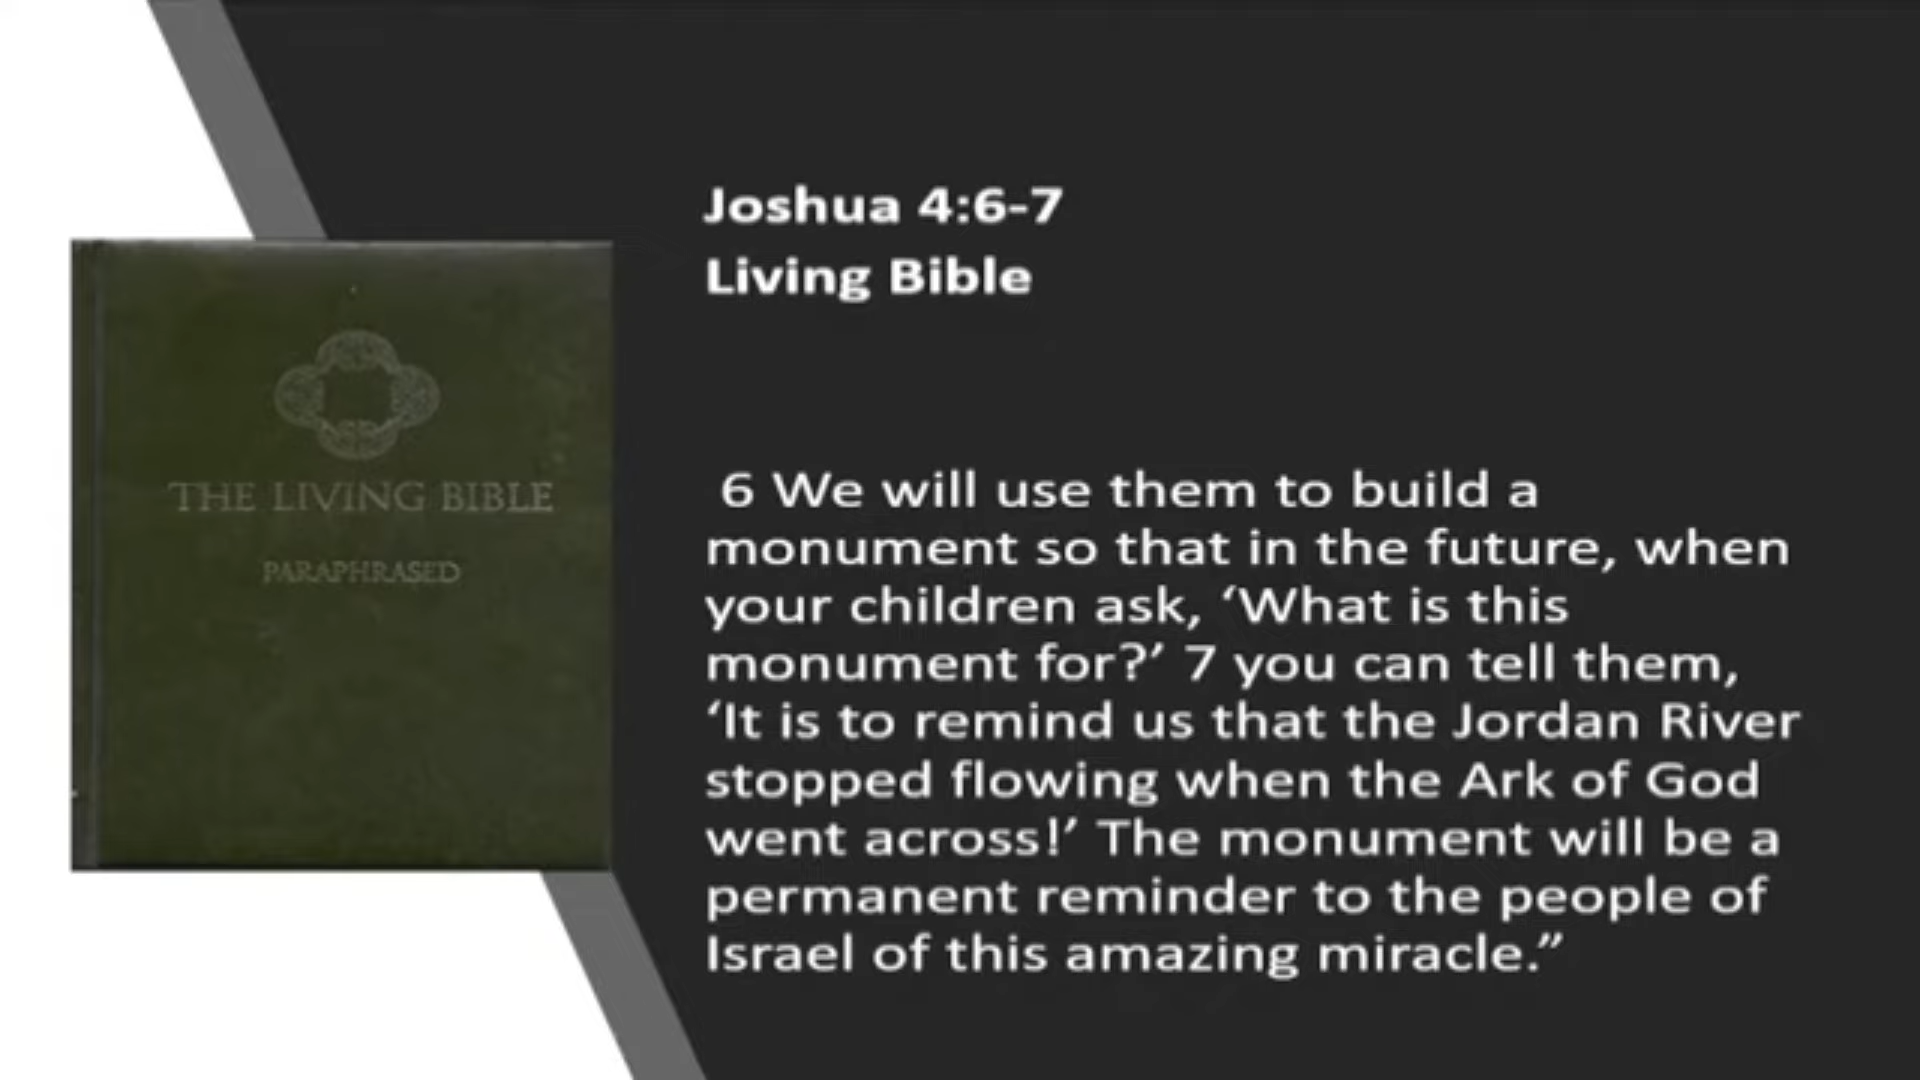 Joshua 4:6-7
Living Bible
THE LIVING BIBLE
PARAPHRASED
6 We will use them to build a
monument so that in the future, when
your children ask, ‘What is this
monument for?’ 7 you can tell them,
‘It is to remind us that the Jordan River
stopped flowing when the Ark of God
went across!’ The monument will be a
permanent reminder to the people of
Israel of this amazing miracle.”